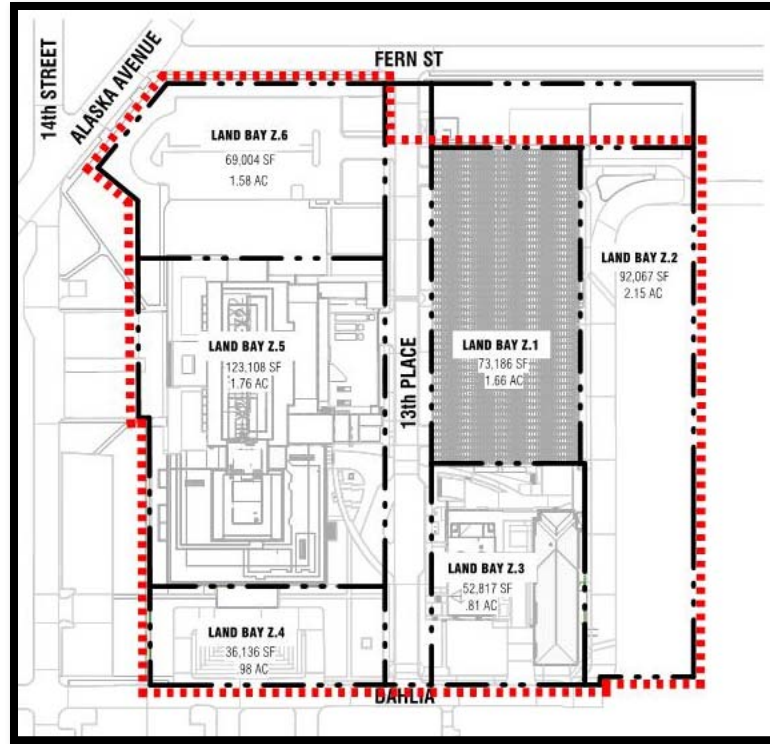 FERN ST
14th STREET
ALASKA AVENUE
LAND BAY Z.6
69,004 SF
1.58 AC
LAND BAY Z.2
92,067 SF
2.15 AC
LAND BAY Z.5
123,108 SF
1.76 AC
13th PLACE
LAND BAY Z.1
73,186 SF
1.66 AC
LAND BAY Z.3
52,817 SF
.81 AC
LAND BAY Z.4
36,136 SF
.98 AC
DAHLIA